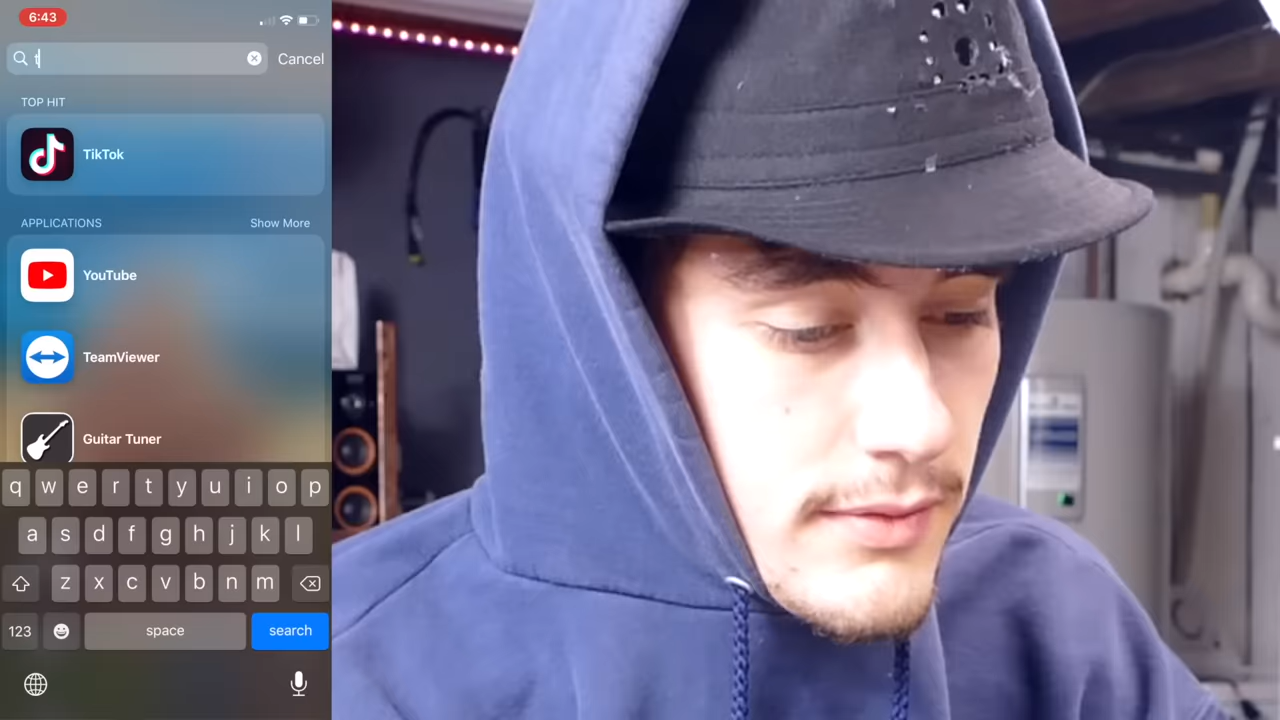 6:43
t
Cancel
TOP HIT
TikTok
APPLICATIONS
Show More
YouTube
TeamViewer
Guitar Tuner
q w e r t y u i o p
a s d f g h j k l
z x c v b n m
123
space
search